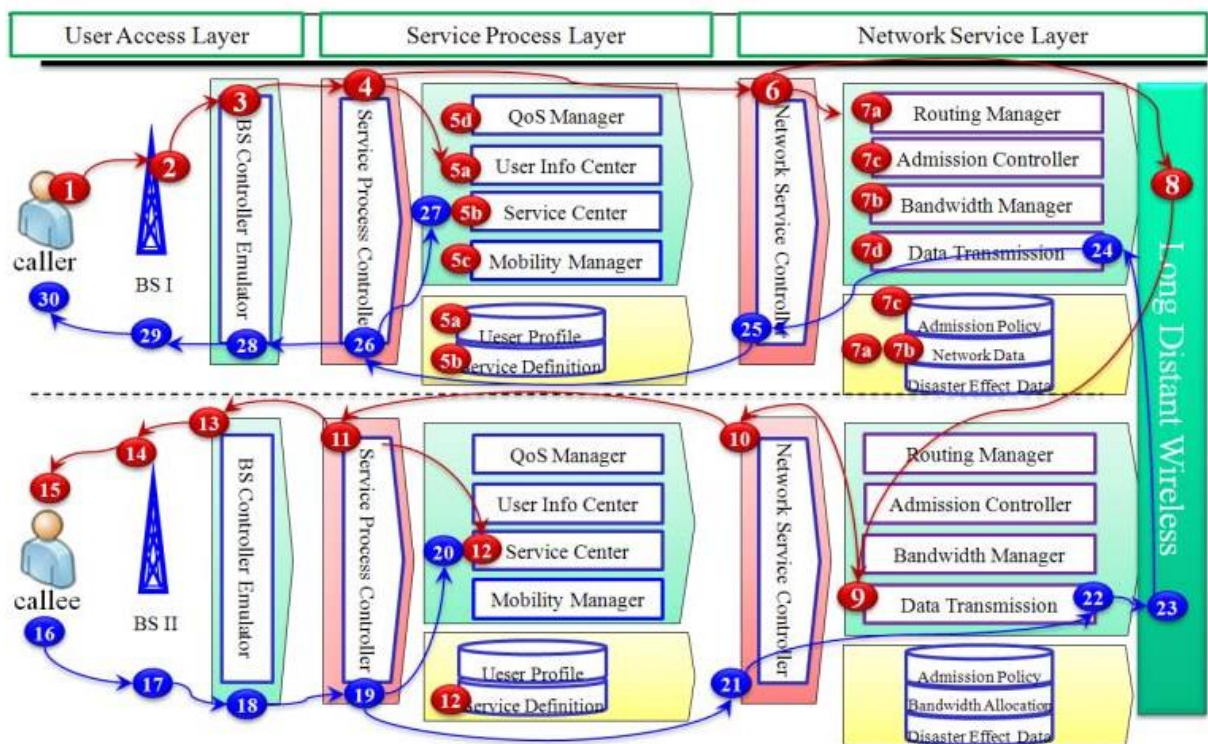 User Access Layer
Service Process Layer
Network Service Layer
1
2
3
4
6
8
caller
BS I
BS Controller Emulator
Service Process Controlle
5d
QoS Manager
5a
User Info Center
27
5b
Service Center
5c
Mobility Manager
5a
Ueser Profile
5b
Service Definition
Network Service Controller
7a
Routing Manager
7c
Admission Controller
7b
Bandwidth Manager
7d
Data Transmission
24
7c
Admission Policy
7a
7b
Network Data
Disaster Effect Data
Long Distant Wireless
30
29
28
26
25
15
14
13
11
10
callee
BS II
BS Controller Emulator
Service Process Controller
QoS Manager
User Info Center
20
12
Service Center
Mobility Manager
Ueser Profile
12
Service Definition
Network Service Controller
Routing Manager
Admission Controller
Bandwidth Manager
9
Data Transmission
22
23
Admission Policy
Bandwidth Allocation
Disaster Effect Data
16
17
18
19
21